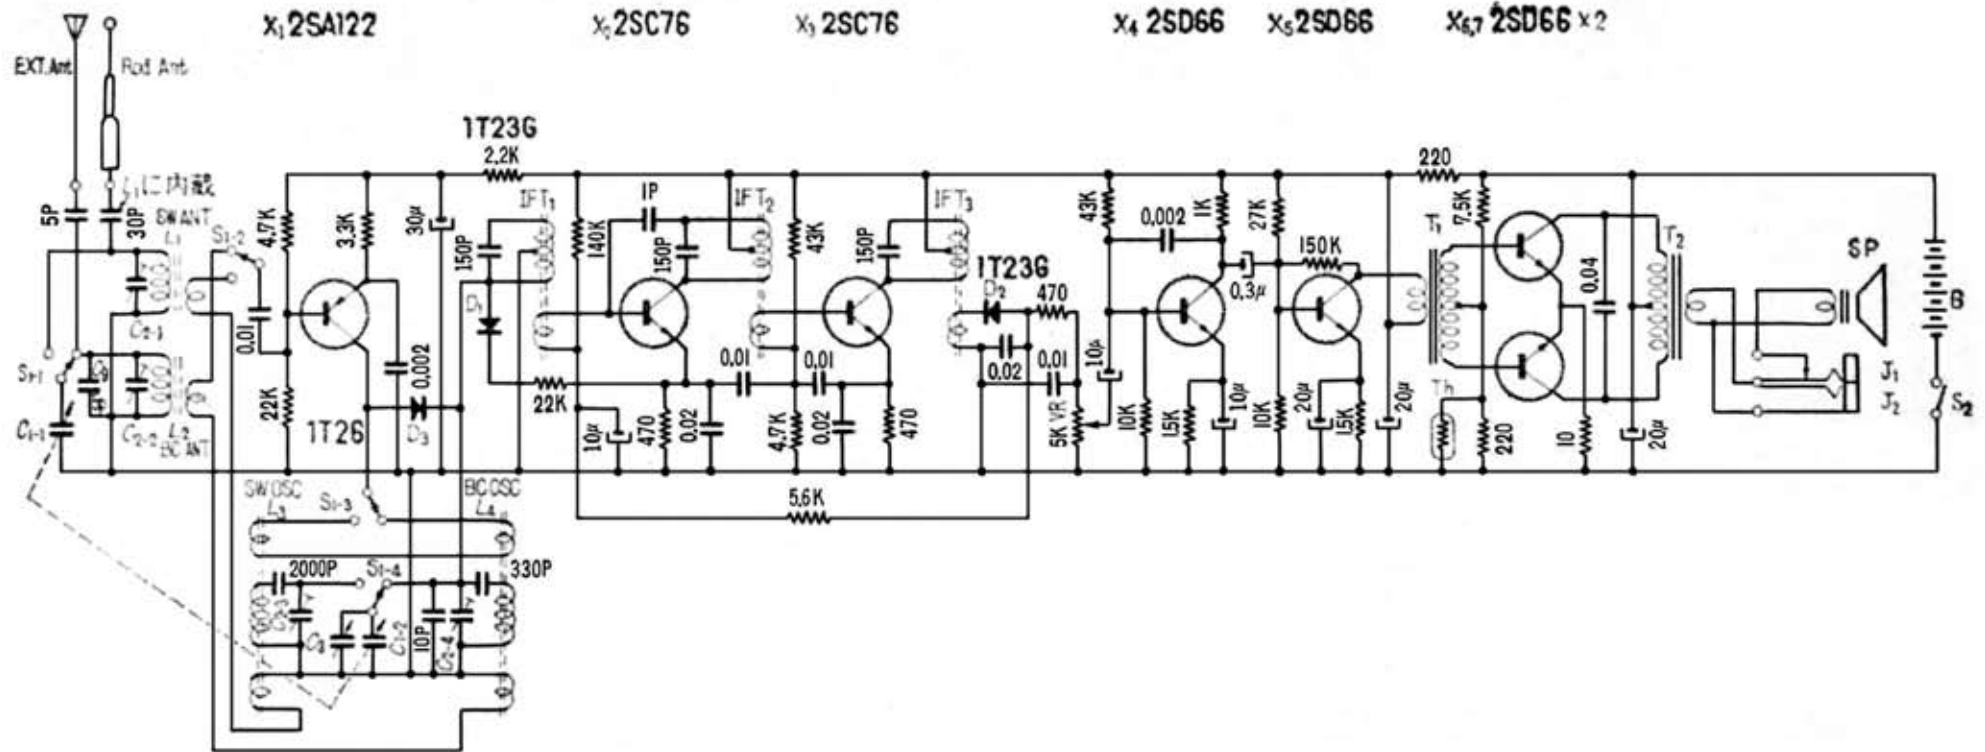 X₁ 2SA122
X₂ 2SC76
X₃ 2SC76
X₄ 2SD66
X₅ 2SD66
X₆,₇ 2SD66 x 2
EXT. Ant
Rod Ant
1T23G
2.2K
220
L₁に内蔵
5P
30P
SW ANT
L₁
S₁₋₂
4.7K
3.3K
30μ
IFT₁
150P
140K
1P
IFT₂
150P
43K
IFT₃
150P
1T23G
D₂
470
43K
0.002
1K
27K
150K
0.3μ
T₁
7.5K
T₂
0.04
SP
B
C₂₋₁
0.01
D₁
0.002
0.01
0.01
0.02
0.01
10μ
S₁₋₁
C₁₋₁
C₂₋₂
L₂
BC ANT
22K
1T26
D₃
22K
10μ
470
0.02
4.7K
0.02
470
5K VR
10K
1.5K
10μ
10K
20μ
1.5K
20μ
Th
220
10
20μ
J₁
J₂
S₂
SW OSC
L₃
S₁₋₃
BC OSC
L₄
5.6K
2000P
S₁₋₄
330P
C₂₋₃
C₃
C₁₋₂
10P
C₂₋₄